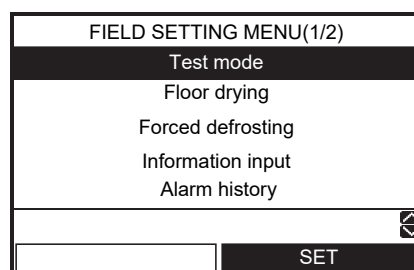 FIELD SETTING MENU(1/2)
Test mode
Floor drying
Forced defrosting
Information input
Alarm history
SET